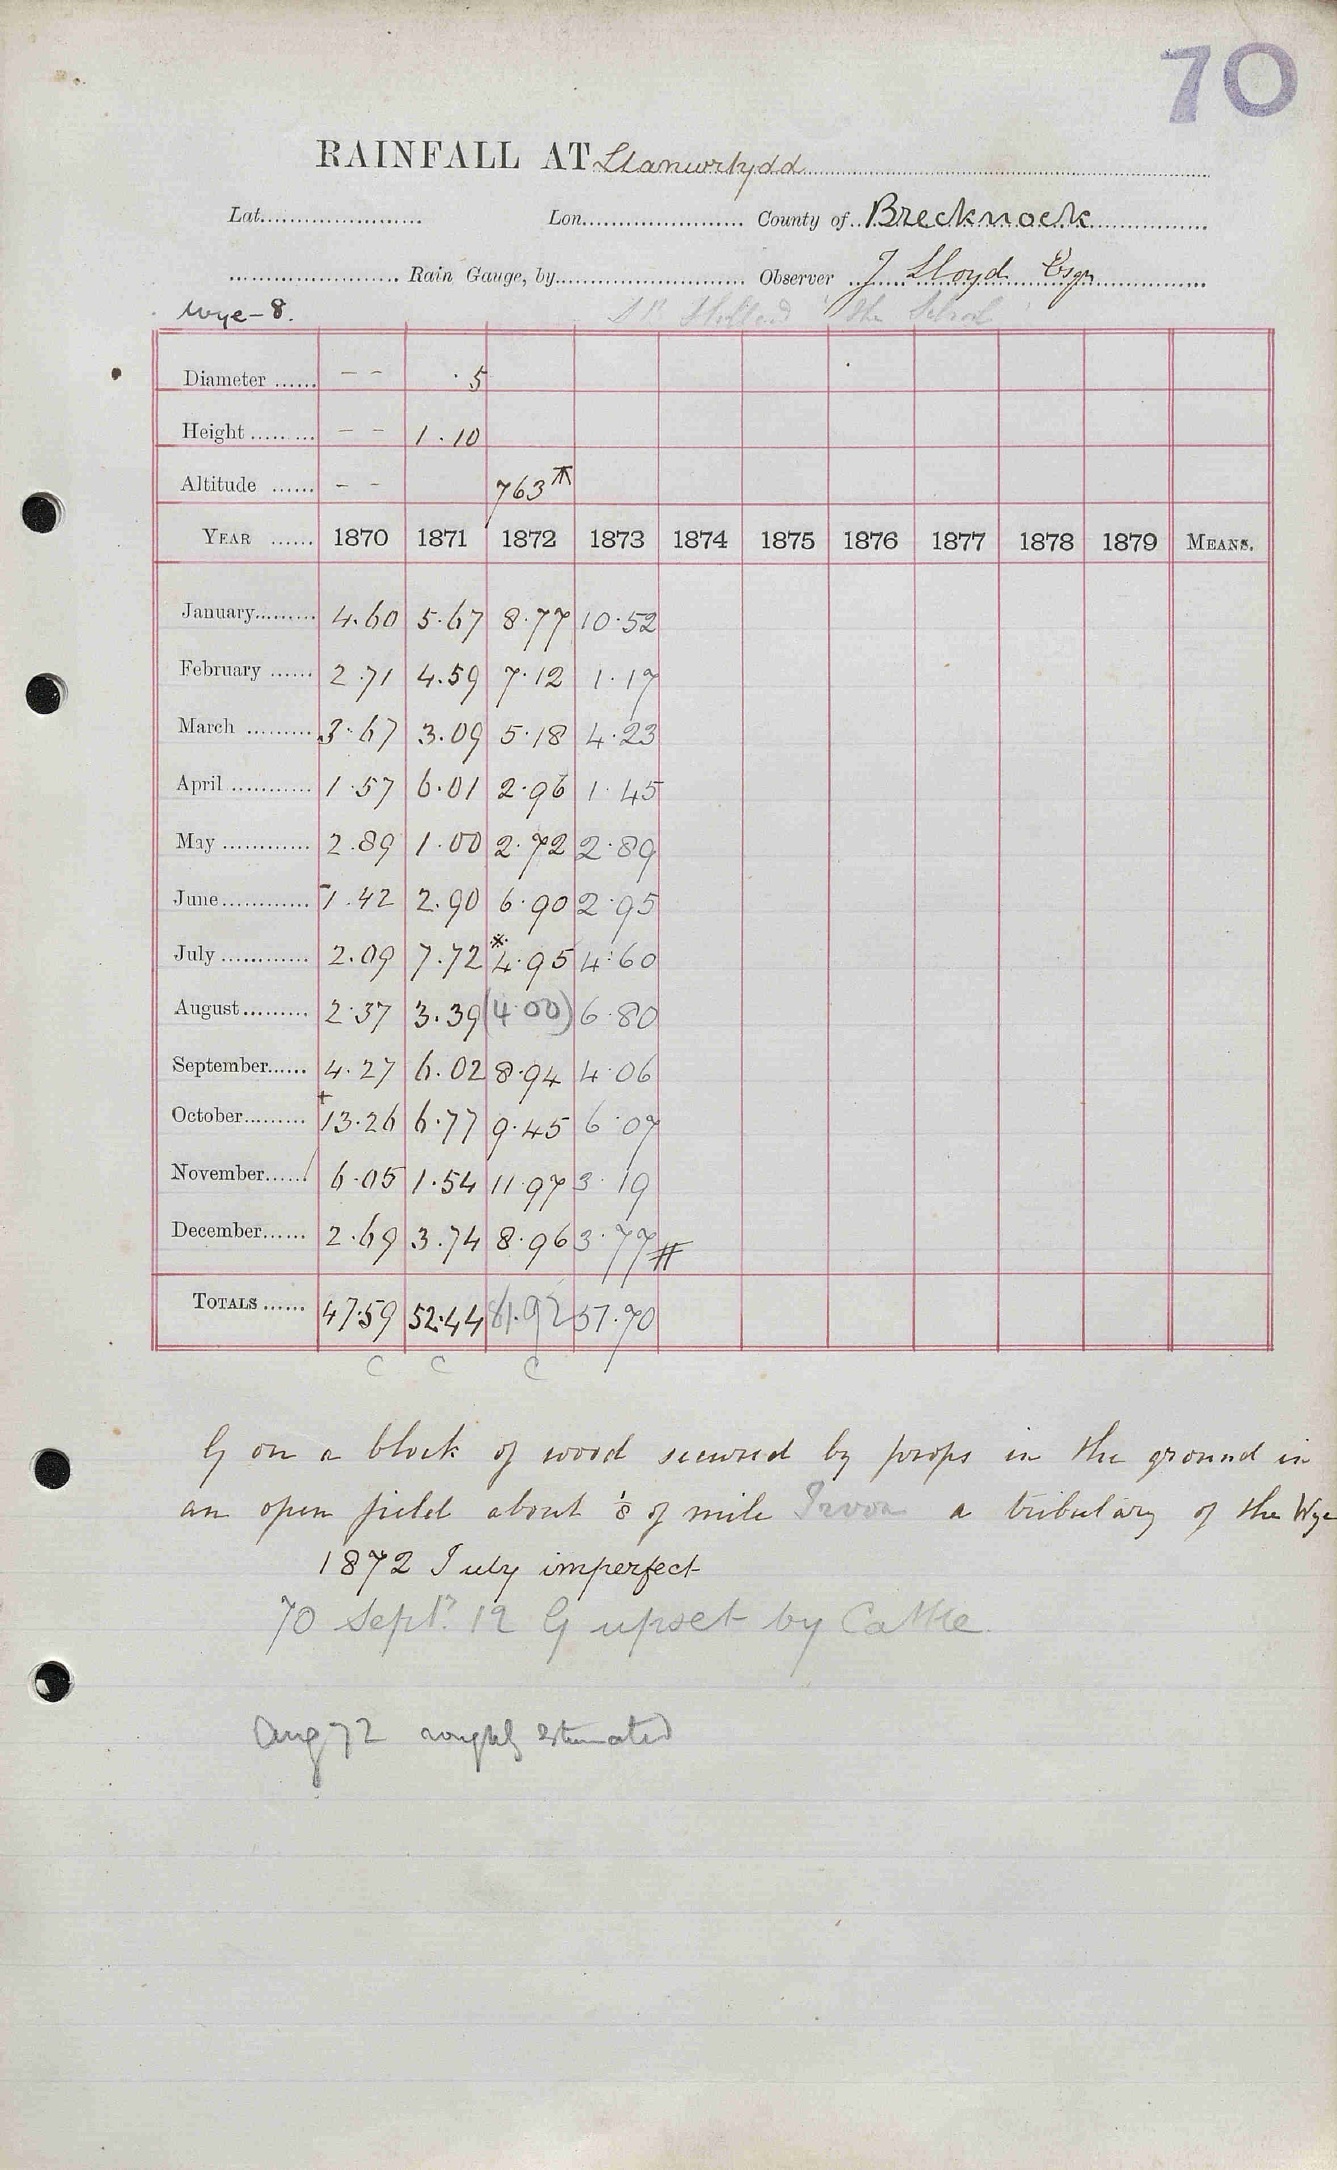 70
RAINFALL AT Llanwrtydd
Lat. Lon. County of Brecknock
Rain Gauge, by Observer J Lloyd Esqr
Wye - 8. the School
Diameter - - · 5
Height - - 1 . 10
Altitude - - 763
YEAR 1870 1871 1872 1873 1874 1875 1876 1877 1878 1879 MEANS.
January 4.60 5.67 8.77 10.52
February 2.71 4.59 7.12 1.17
March 3.67 3.09 5.18 4.23
April 1.57 6.01 2.96 1.45
May 2.89 1.00 2.72 2.89
June 1.42 2.90 6.90 2.95
July 2.09 7.72 *4.95 4.60
August 2.37 3.39 (4.00) 6.80
September 4.27 6.02 8.94 4.06
October +13.26 6.77 9.45 6.07
November 6.05 1.54 11.97 3.19
December 2.69 3.74 8.96 3.77 #
TOTALS 47.59 52.44 81.92 51.70
C C C
G on a block of wood secured by props in the ground in
an open field about 1/8 of mile Irvon a tributary of the Wye
1872 July imperfect
70 Septr. 12 G upset by Cattle
Aug 72 roughly estimated